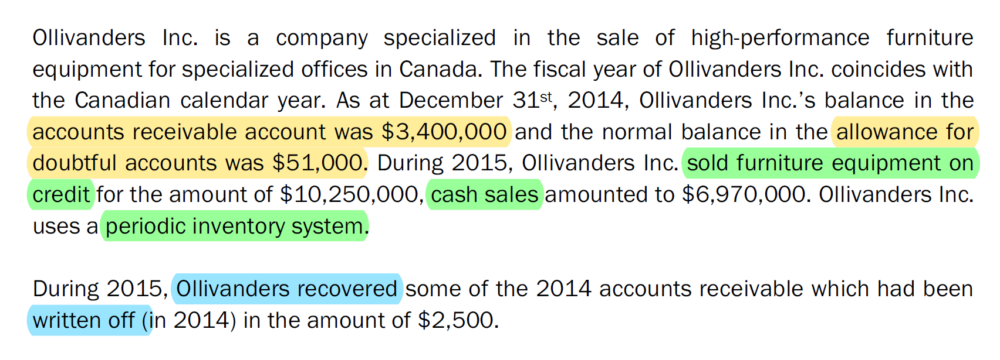 Ollivanders Inc. is a company specialized in the sale of high-performance furniture
equipment for specialized offices in Canada. The fiscal year of Ollivanders Inc. coincides with
the Canadian calendar year. As at December 31st, 2014, Ollivanders Inc.’s balance in the
accounts receivable account was $3,400,000 and the normal balance in the allowance for
doubtful accounts was $51,000. During 2015, Ollivanders Inc. sold furniture equipment on
credit for the amount of $10,250,000, cash sales amounted to $6,970,000. Ollivanders Inc.
uses a periodic inventory system.
During 2015, Ollivanders recovered some of the 2014 accounts receivable which had been
written off (in 2014) in the amount of $2,500.